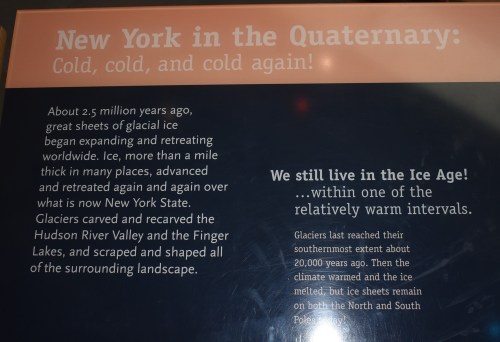 New York in the Quaternary:
Cold, cold, and cold again!
About 2.5 million years ago,
great sheets of glacial ice
began expanding and retreating
worldwide. Ice, more than a mile
thick in many places, advanced
and retreated again and again over
what is now New York State.
Glaciers carved and recarved the
Hudson River Valley and the Finger
Lakes, and scraped and shaped all
of the surrounding landscape.
We still live in the Ice Age!
...within one of the
relatively warm intervals.
Glaciers last reached their
southernmost extent about
20,000 years ago. Then the
climate warmed and the ice
melted, but ice sheets remain
on both the North and South